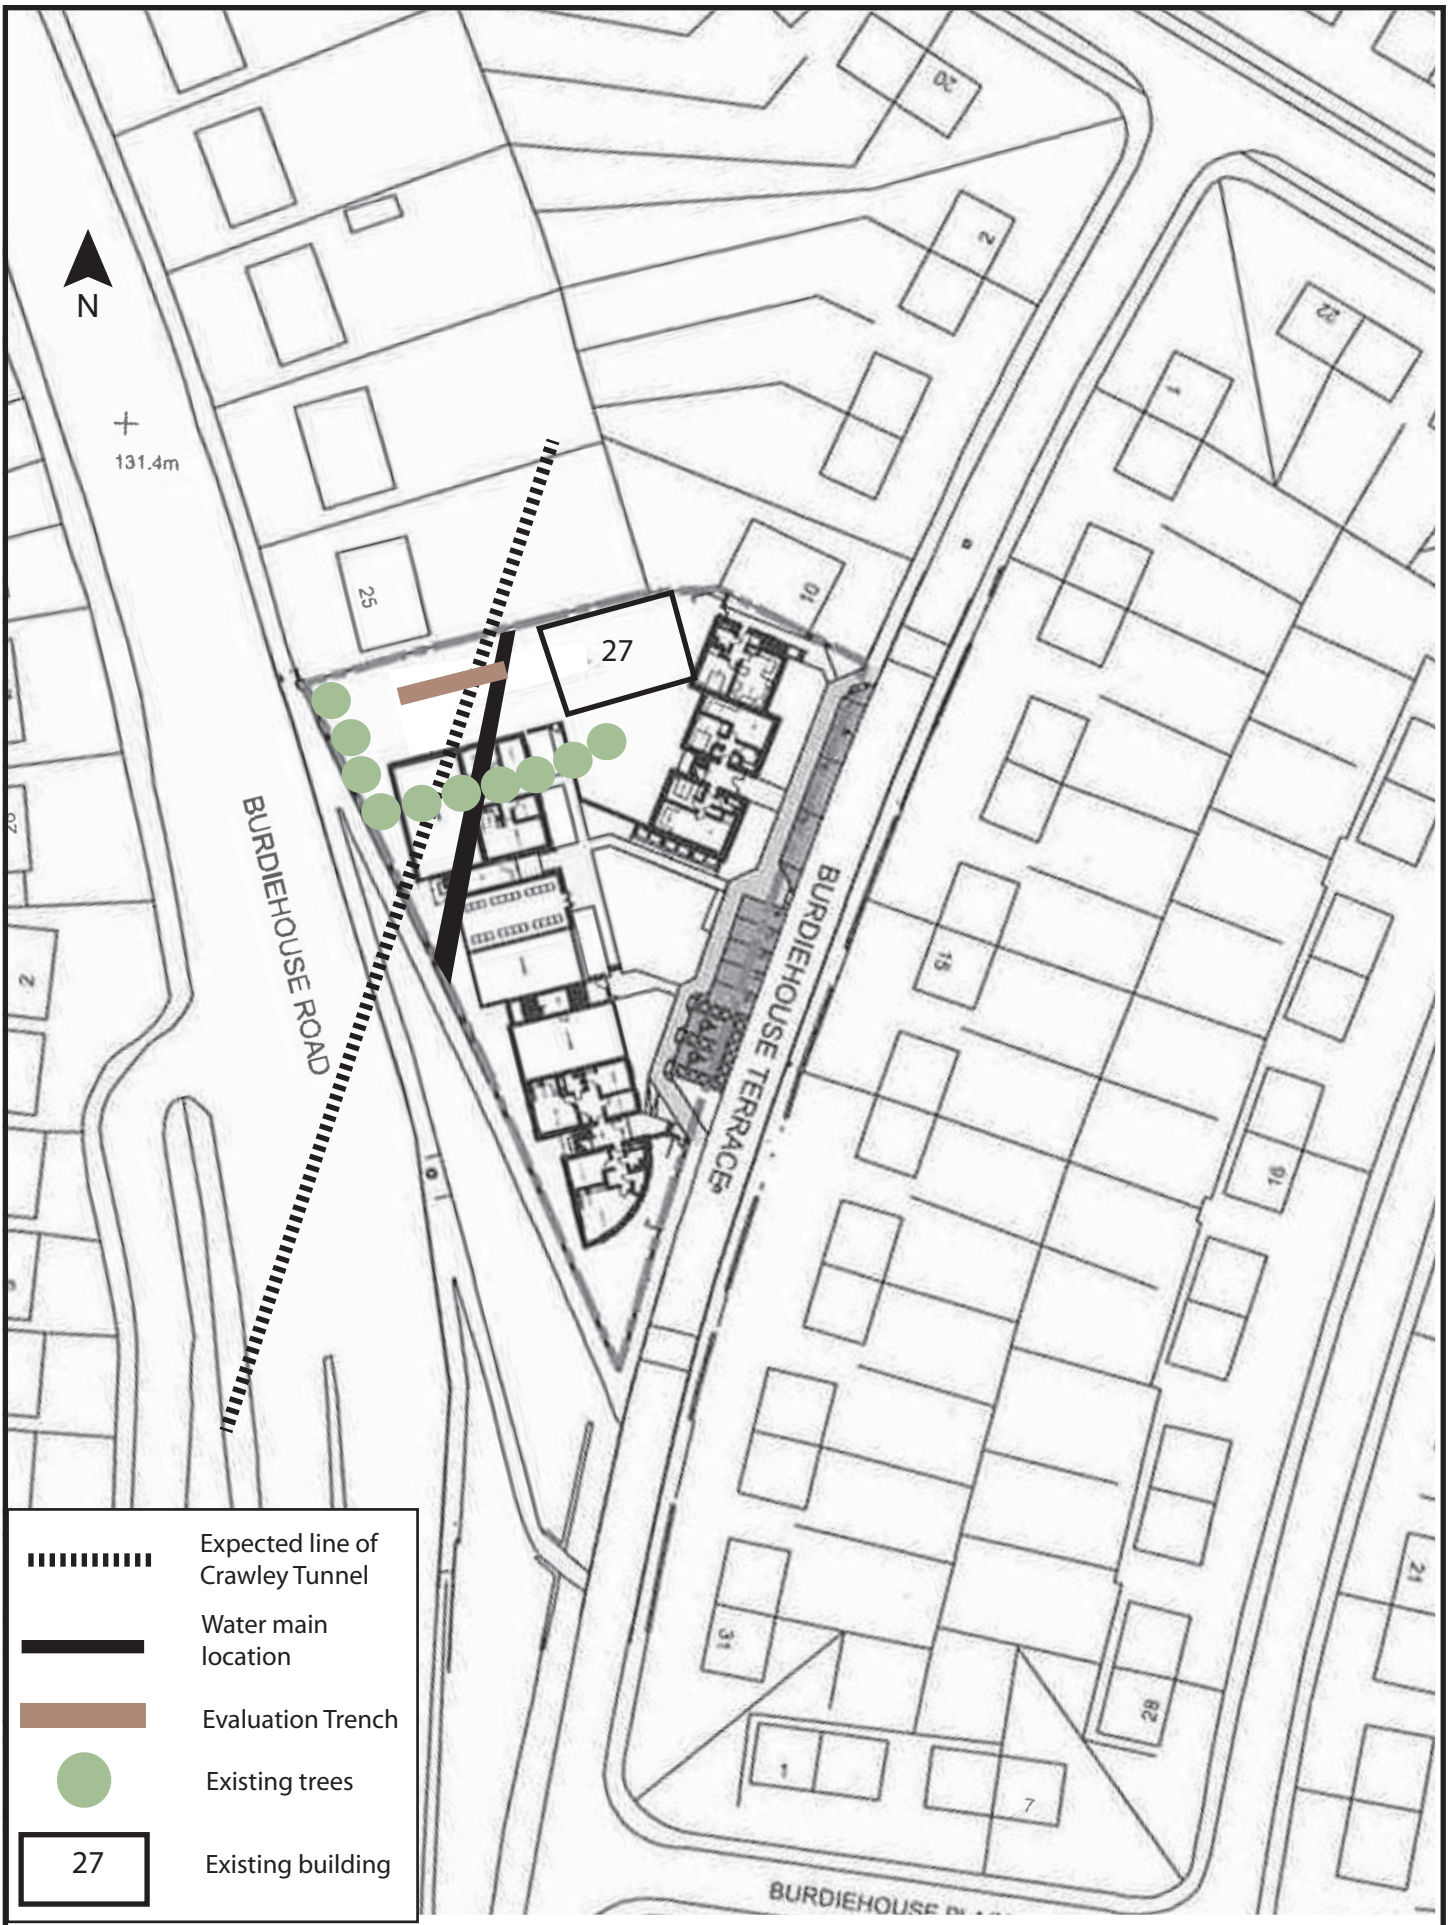 20
2
22
1
N
131.4m
25
10
27
BURDIEHOUSE ROAD
BURDIEHOUSE TERRACE
15
2
16
31
28
21
1
7
Expected line of
Crawley Tunnel
Water main
location
Evaluation Trench
Existing trees
27
Existing building